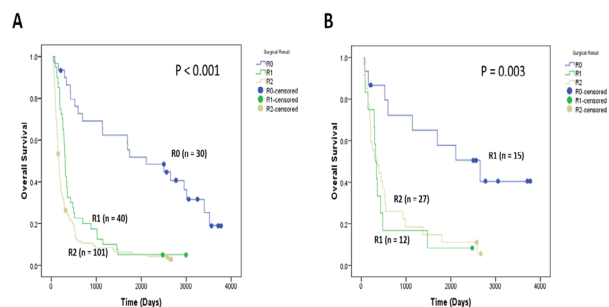 A
P < 0.001
Surgical Result
R0
R1
R2
R0-censored
R1-censored
R2-censored
Overall Survival
1.0
0.8
0.6
0.4
0.2
0.0
R0 (n = 30)
R1 (n = 40)
R2 (n = 101)
0
1000
2000
3000
4000
Time (Days)
B
P = 0.003
Surgical Result
R0
R1
R2
R0-censored
R1-censored
R2-censored
Overall Survival
1.0
0.8
0.6
0.4
0.2
0.0
R1 (n = 15)
R2 (n = 27)
R1 (n = 12)
0
1000
2000
3000
4000
Time (Days)